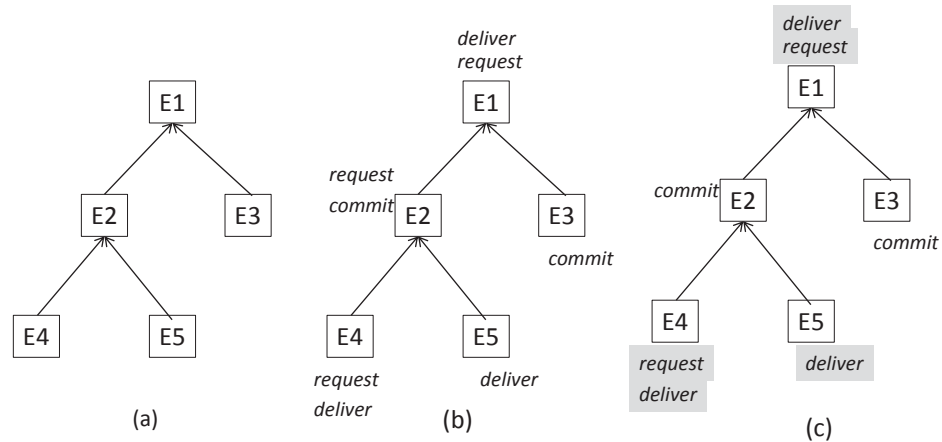 E1
E2
E3
E4
E5
(a)
deliver
request
E1
request
commit
E2
E3
commit
E4
E5
request
deliver
deliver
(b)
deliver
request
E1
commit
E2
E3
commit
E4
E5
request
deliver
deliver
(c)